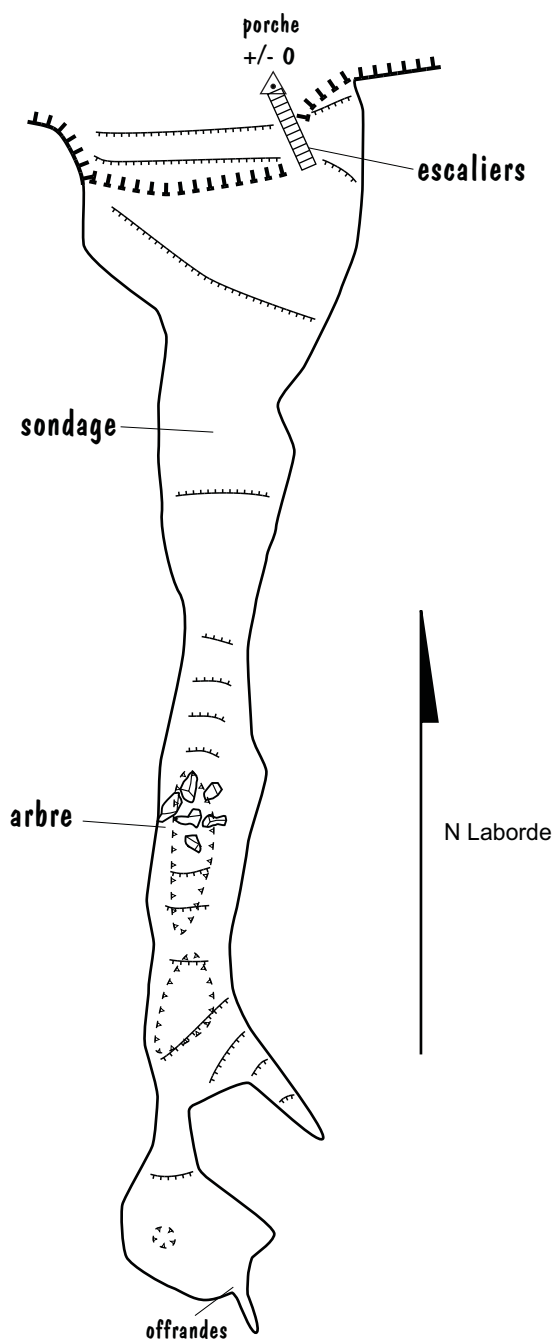 porche
+/- 0
escaliers
sondage
arbre
N Laborde
offrandes